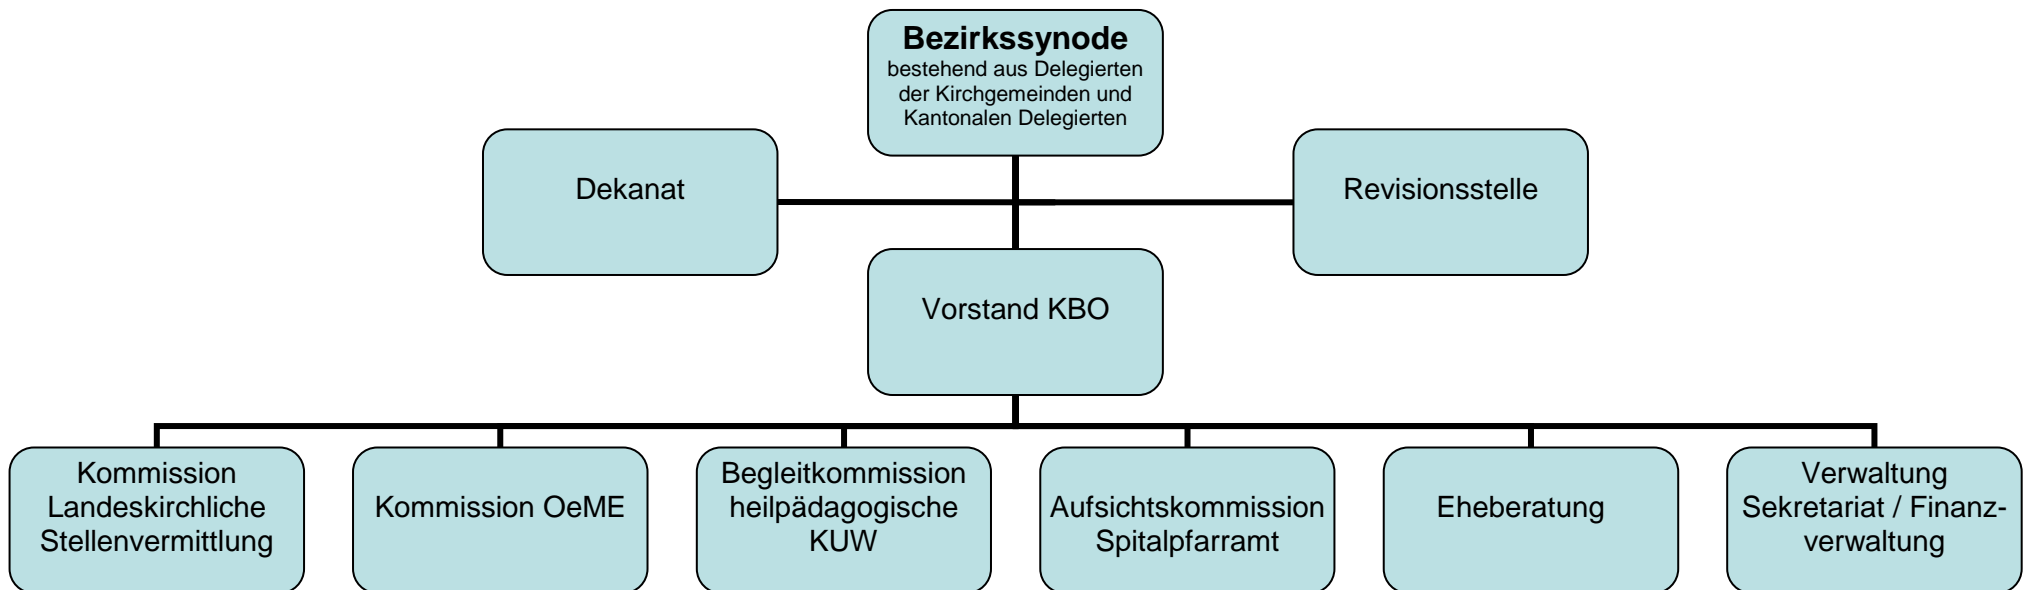 Bezirkssynode
bestehend aus Delegierten
der Kirchgemeinden und
Kantonalen Delegierten
Dekanat
Revisionsstelle
Vorstand KBO
Kommission
Landeskirchliche
Stellenvermittlung
Kommission OeME
Begleitkommission
heilpädagogische
KUW
Aufsichtskommission
Spitalpfarramt
Eheberatung
Verwaltung
Sekretariat / Finanz-
verwaltung